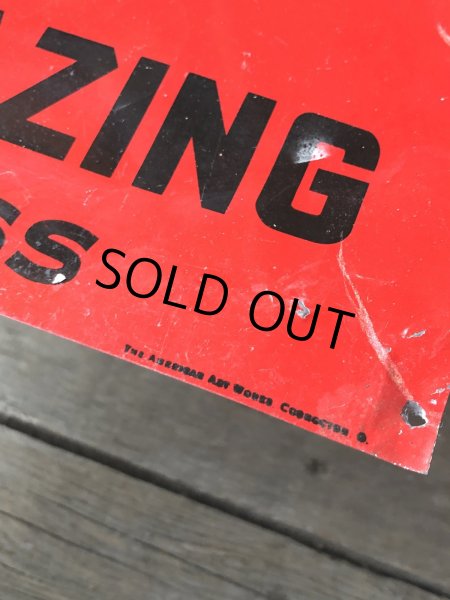 ZING
SS
SOLD OUT
THE AMERICAN ART WORKS COSHOCTON O.